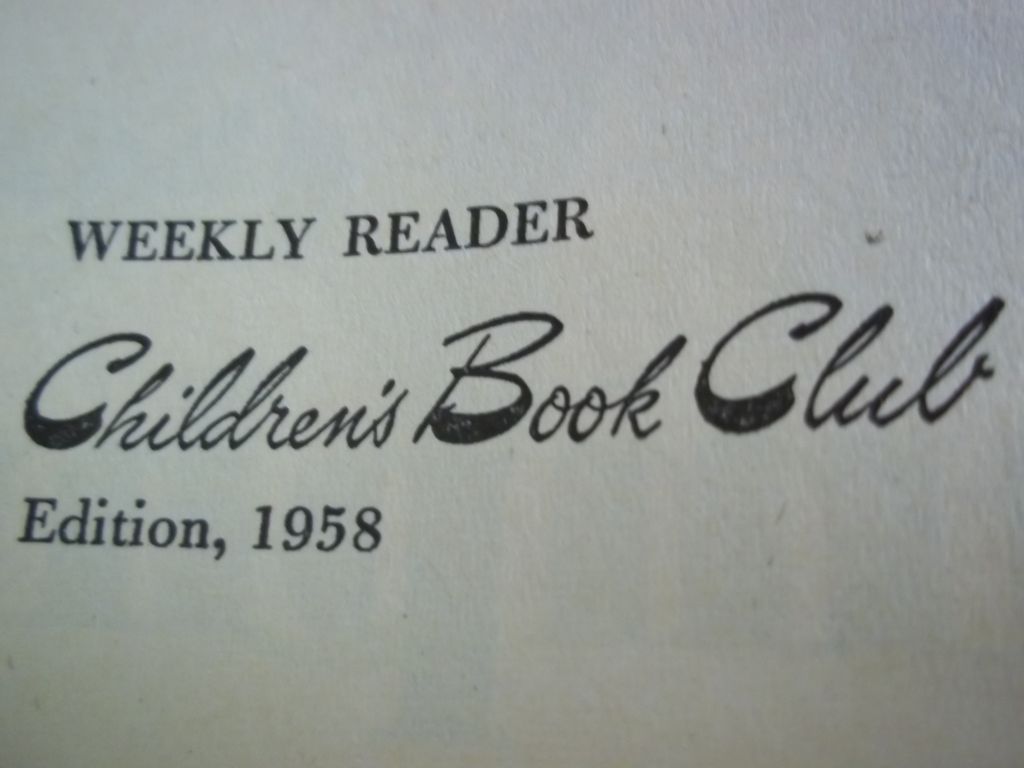 WEEKLY READER
Children's Book Club
Edition, 1958